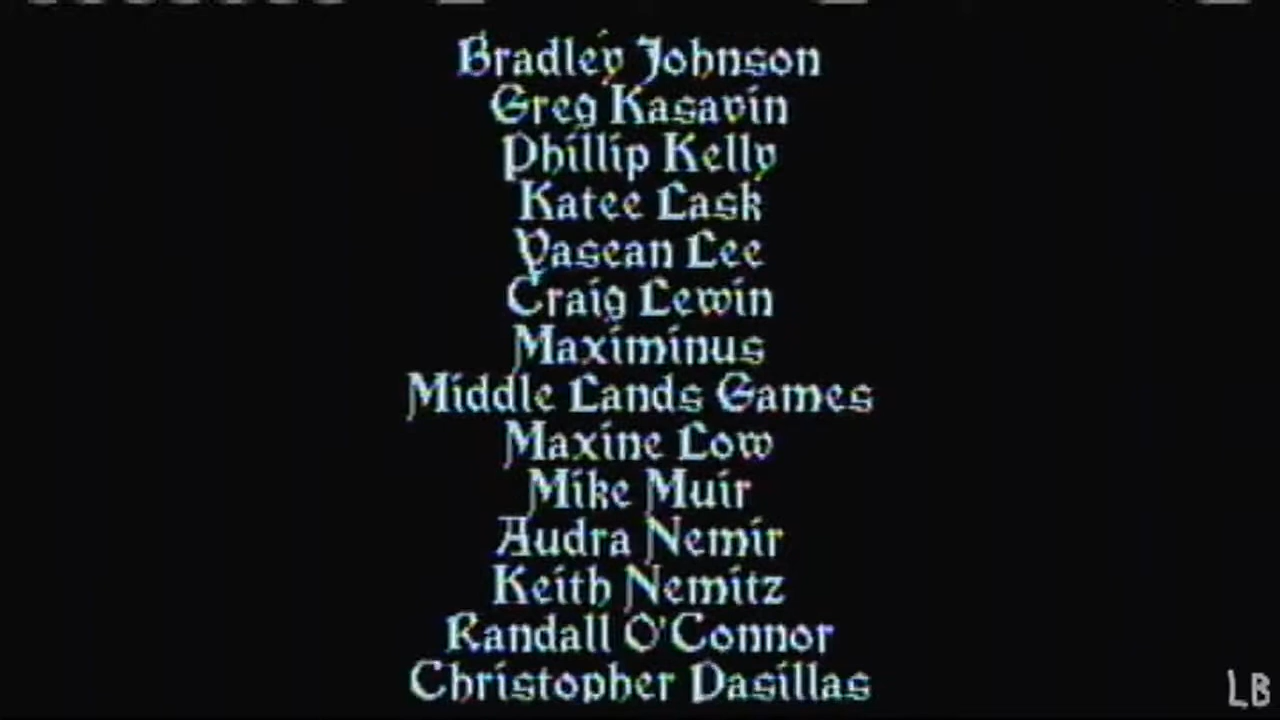 Bradley Johnson
Greg Kasavin
Phillip Kelly
Katee Lask
Yasean Lee
Craig Lewin
Maximinus
Middle Lands Games
Maxine Low
Mike Muir
Audra Nemir
Keith Nemitz
Randall O'Connor
Christopher Dasillas
LB